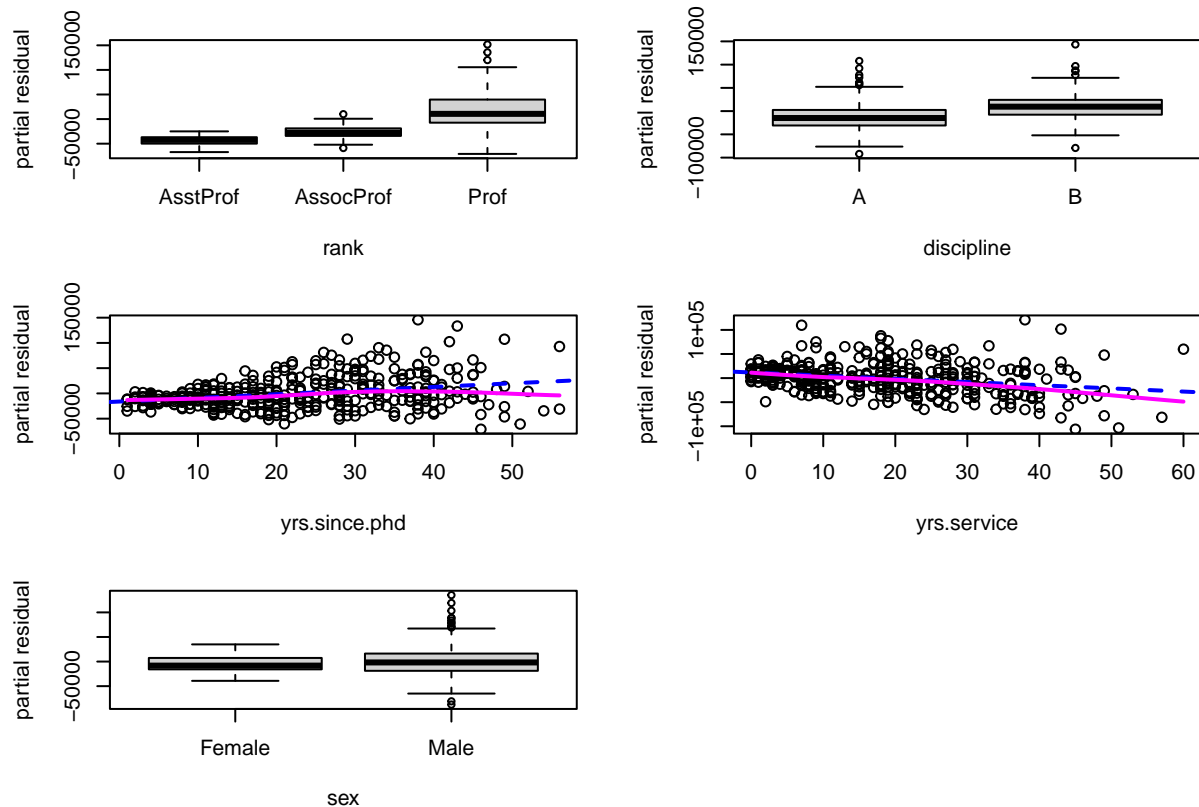 partial residual
−50000
150000
AsstProf
AssocProf
Prof
rank
partial residual
−100000
150000
A
B
discipline
partial residual
−50000
150000
0
10
20
30
40
50
yrs.since.phd
partial residual
−1e+05
1e+05
0
10
20
30
40
50
60
yrs.service
partial residual
−50000
Female
Male
sex